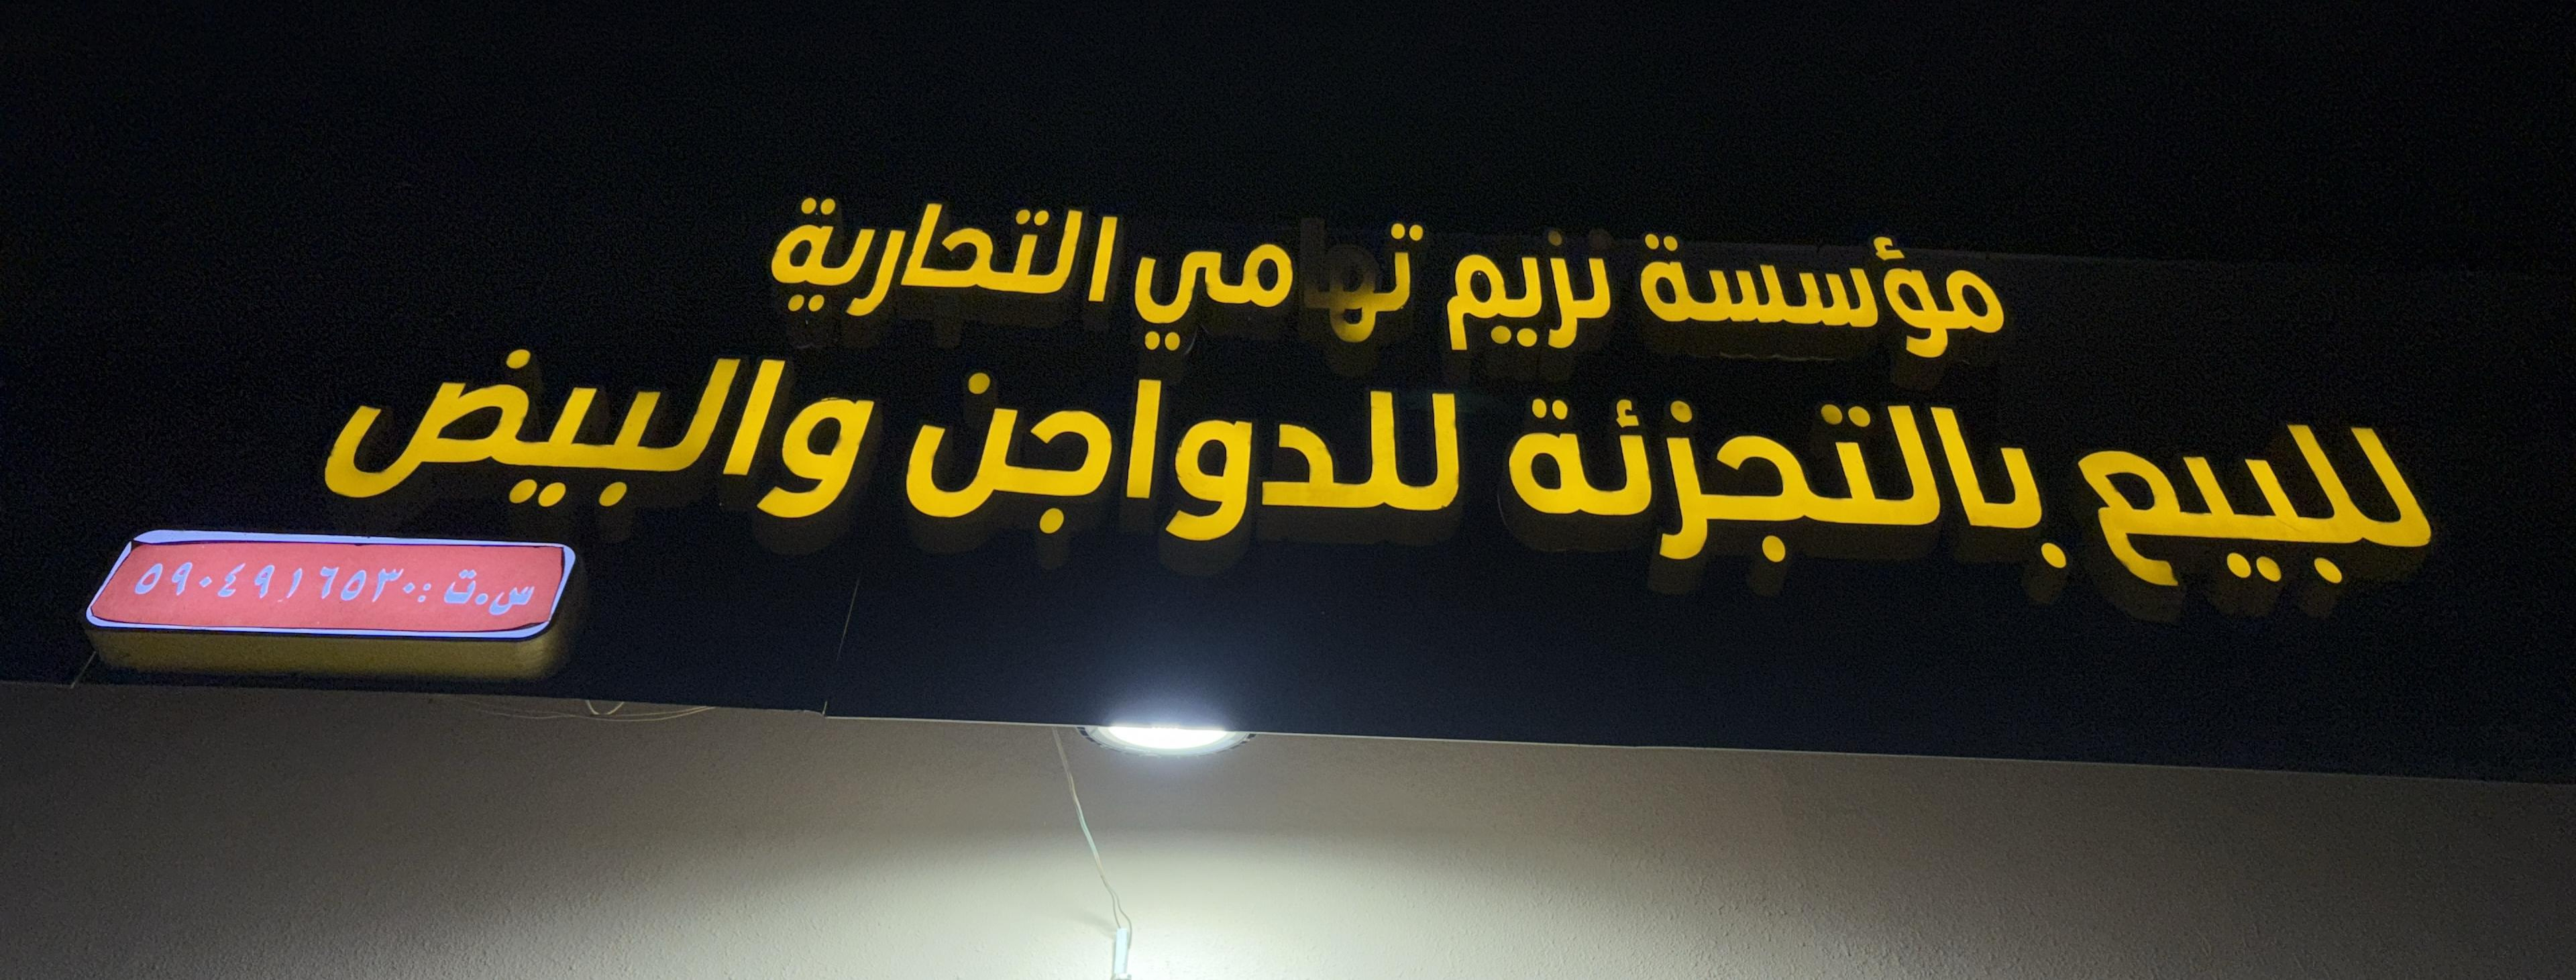 مؤسسة نزيم تهامي التجارية
للبيع بالتجزئة للدواجن والبيض
س.ت : ٥٩٠٤٩١٦٥٣٠